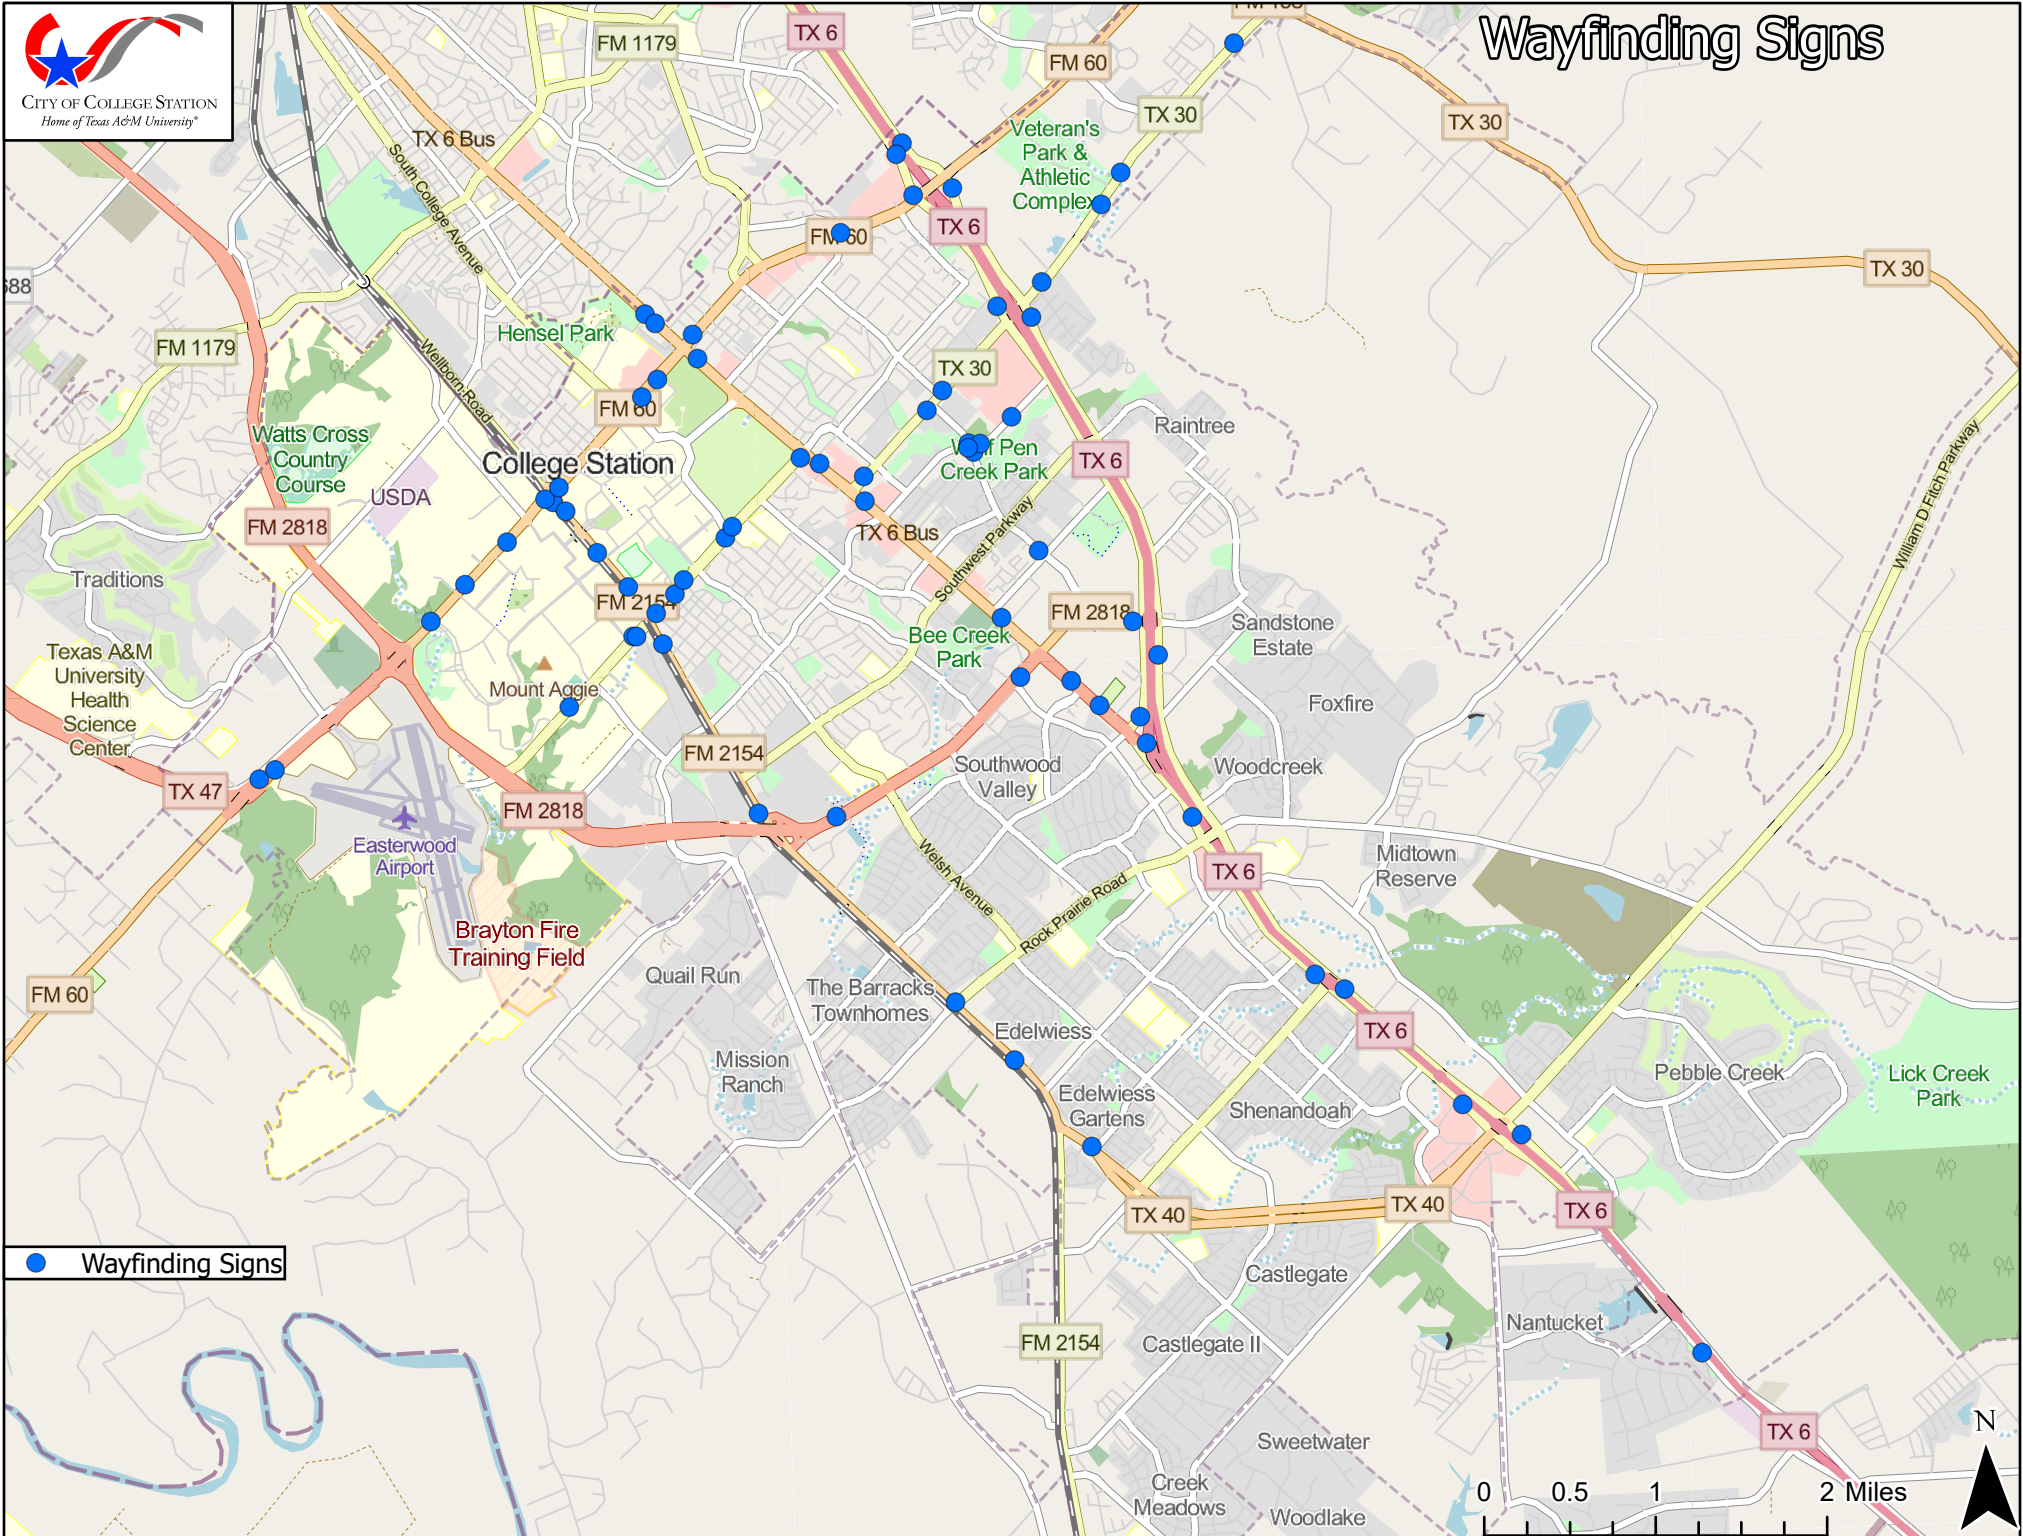 CITY OF COLLEGE STATION
Home of Texas A&M University®
Wayfinding Signs
TX 6
FM 1179
FM 60
TX 30
TX 30
TX 6 Bus
South College Avenue
Veteran's
Park &
Athletic
Complex
TX 6
FM 60
TX 30
Hensel Park
FM 1179
Wellborn Road
TX 30
FM 60
Watts Cross
Country
Course
College Station
USDA
Raintree
Pen
Creek Park
TX 6
William D Fitch Parkway
FM 2818
TX 6 Bus
Southwest Parkway
Traditions
FM 2154
FM 2818
Bee Creek
Park
Sandstone
Estate
Texas A&M
University
Health
Science
Center
Mount Aggie
Foxfire
FM 2154
Southwood
Valley
Woodcreek
TX 47
FM 2818
Easterwood
Airport
Welsh Avenue
Midtown
Reserve
TX 6
Rock Prairie Road
Brayton Fire
Training Field
Quail Run
The Barracks
Townhomes
FM 60
Edelwiess
TX 6
Mission
Ranch
Edelwiess
Gartens
Shenandoah
Pebble Creek
Lick Creek
Park
TX 40
TX 40
TX 6
Wayfinding Signs
Castlegate
Nantucket
FM 2154
Castlegate II
TX 6
Sweetwater
N
Creek
Meadows
Woodlake
0 0.5 1 2 Miles